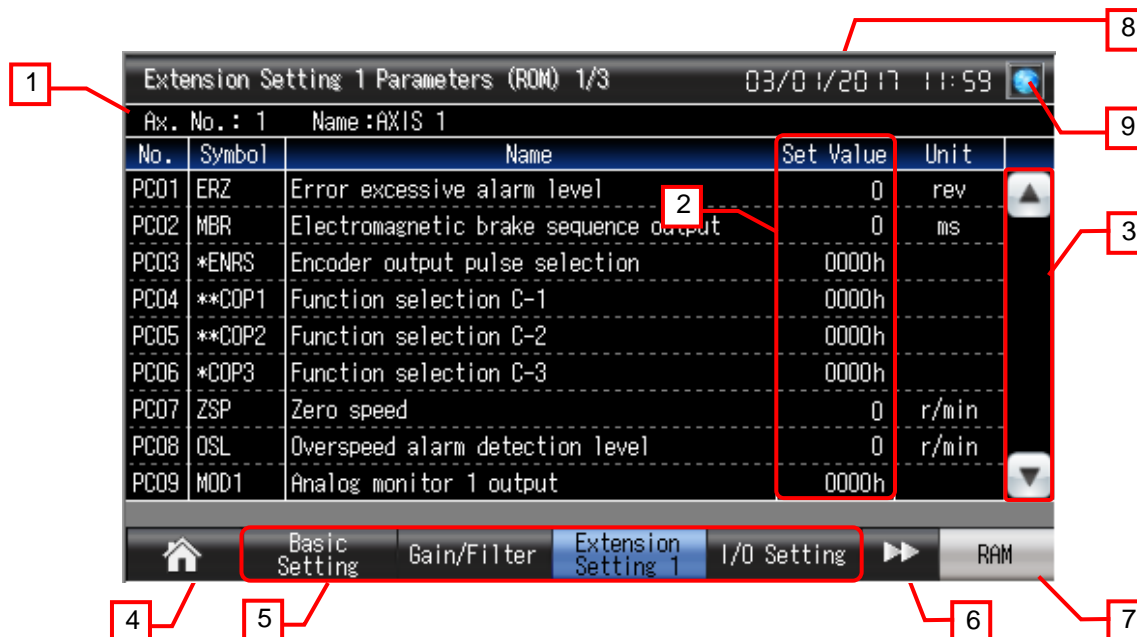 8
1
Extension Setting 1 Parameters (ROM) 1/3 03/01/2017 11:59
9
Ax. No.: 1 Name:AXIS 1
No. Symbol Name Set Value Unit
PC01 ERZ Error excessive alarm level 0 rev
2
PC02 MBR Electromagnetic brake sequence output 0 ms
3
PC03 *ENRS Encoder output pulse selection 0000h
PC04 **COP1 Function selection C-1 0000h
PC05 **COP2 Function selection C-2 0000h
PC06 *COP3 Function selection C-3 0000h
PC07 ZSP Zero speed 0 r/min
PC08 OSL Overspeed alarm detection level 0 r/min
PC09 MOD1 Analog monitor 1 output 0000h
Basic Setting Gain/Filter Extension Setting 1 I/O Setting RAM
4 5 6 7